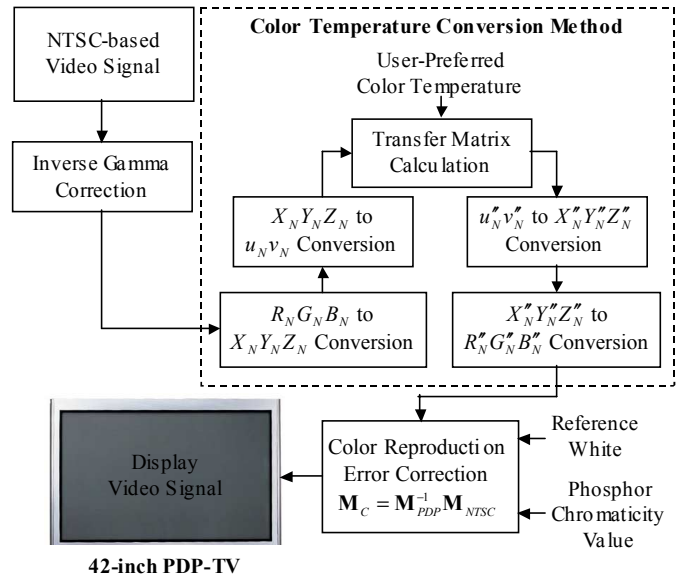 NTSC-based
Video Signal
Inverse Gamma
Correction
Color Temperature Conversion Method
User-Preferred
Color Temperature
Transfer Matrix
Calculation
X_N Y_N Z_N to
u_N v_N Conversion
u″_N v″_N to X″_N Y″_N Z″_N
Conversion
R_N G_N B_N to
X_N Y_N Z_N Conversion
X″_N Y″_N Z″_N to
R″_N G″_N B″_N Conversion
Color Reproduction
Error Correction
M_C = M_PDP^-1 M_NTSC
Reference
White
Phosphor
Chromaticity
Value
Display
Video Signal
42-inch PDP-TV